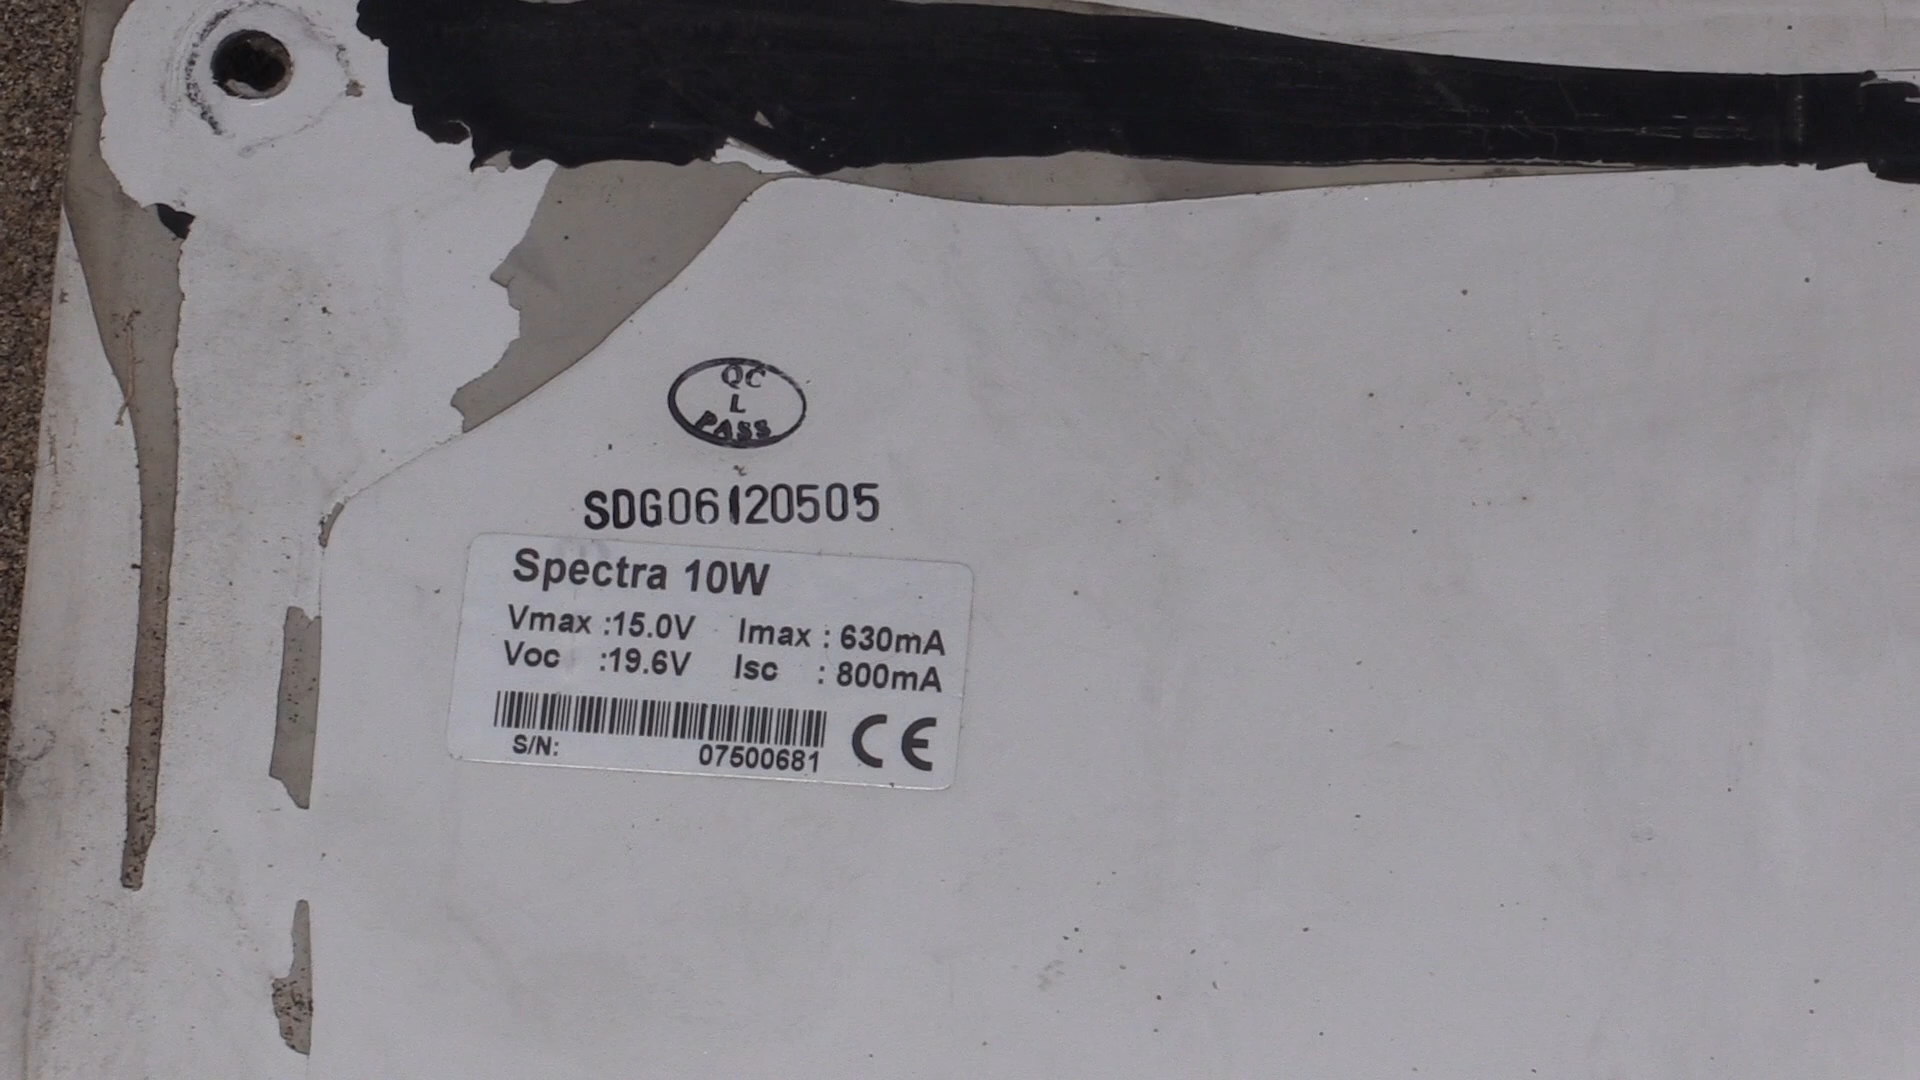 QC
L
PASS
SDG06120505
Spectra 10W
Vmax :15.0V Imax : 630mA
Voc :19.6V Isc : 800mA
CE
S/N: 07500681